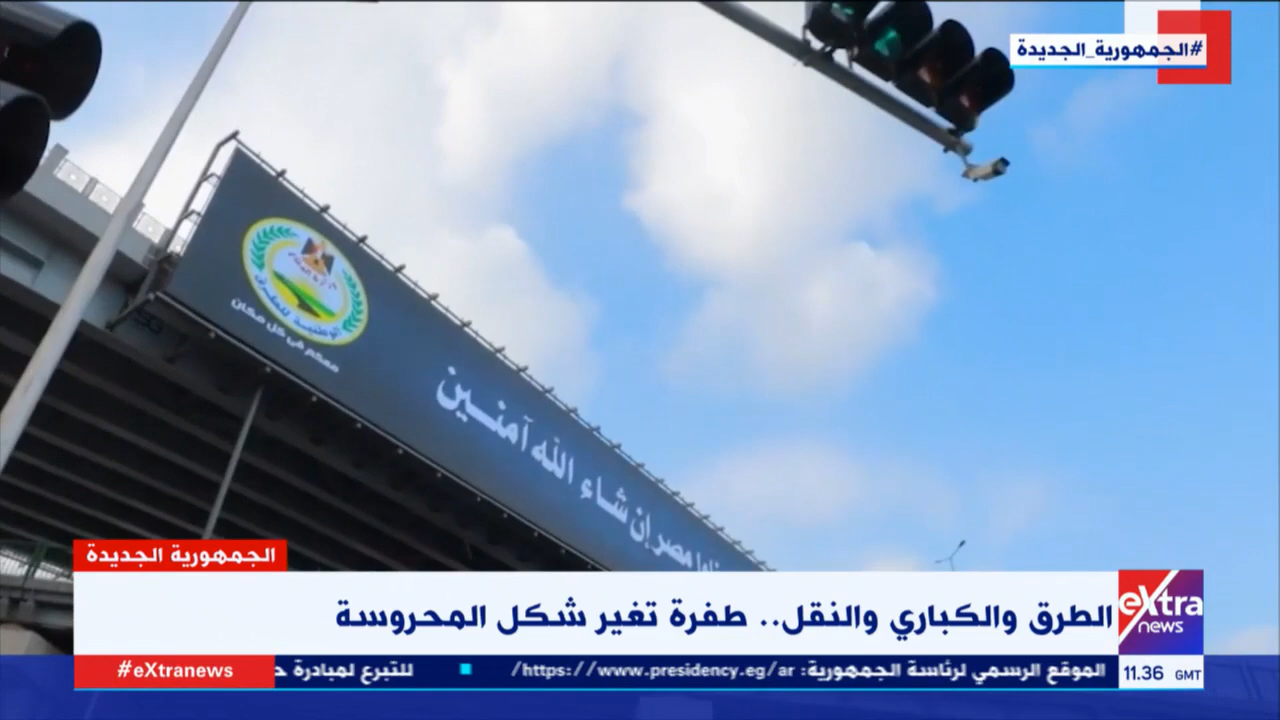 #الجمهورية_الجديدة
الوطنية للطرق
معكم في كل مكان
مصر إن شاء الله آمنين
الجمهورية الجديدة
الطرق والكباري والنقل.. طفرة تغير شكل المحروسة
eXtra
news
#eXtranews
الموقع الرسمي لرئاسة الجمهورية: https://www.presidency.eg/ar/
للتبرع لمبادرة
11.36 GMT